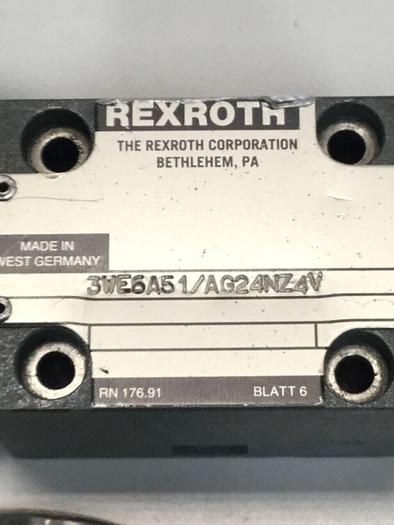 REXROTH
THE REXROTH CORPORATION
BETHLEHEM, PA
MADE IN
WEST GERMANY
3WE6A51/AG24NZ4V
RN 176.91 BLATT 6